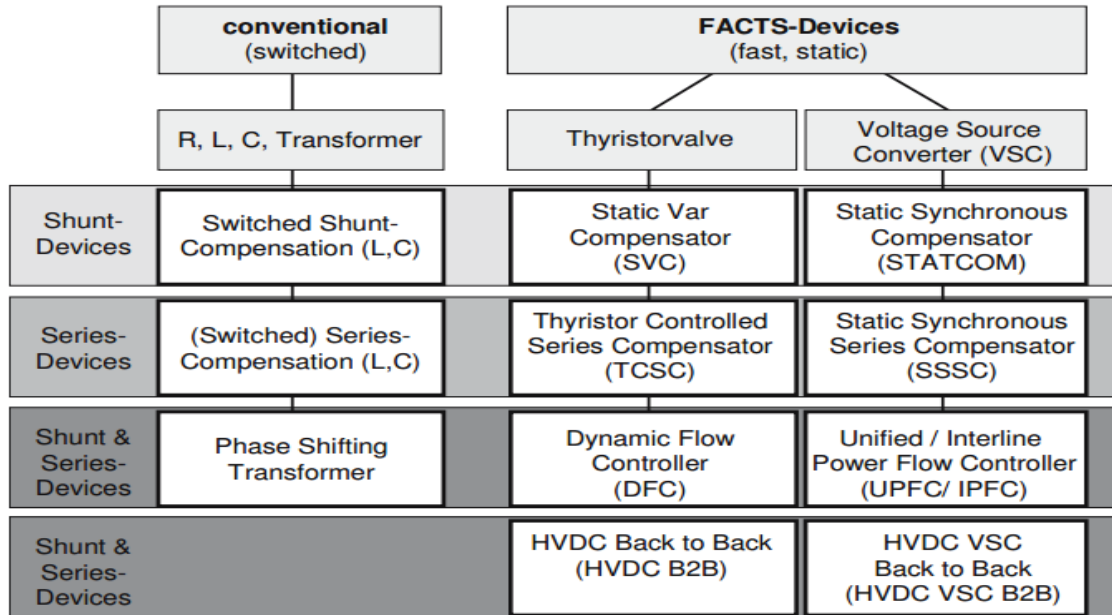 conventional
(switched)
FACTS-Devices
(fast, static)
R, L, C, Transformer
Thyristorvalve
Voltage Source
Converter (VSC)
Shunt-
Devices
Switched Shunt-
Compensation (L,C)
Static Var
Compensator
(SVC)
Static Synchronous
Compensator
(STATCOM)
Series-
Devices
(Switched) Series-
Compensation (L,C)
Thyristor Controlled
Series Compensator
(TCSC)
Static Synchronous
Series Compensator
(SSSC)
Shunt &
Series-
Devices
Phase Shifting
Transformer
Dynamic Flow
Controller
(DFC)
Unified / Interline
Power Flow Controller
(UPFC/ IPFC)
Shunt &
Series-
Devices
HVDC Back to Back
(HVDC B2B)
HVDC VSC
Back to Back
(HVDC VSC B2B)